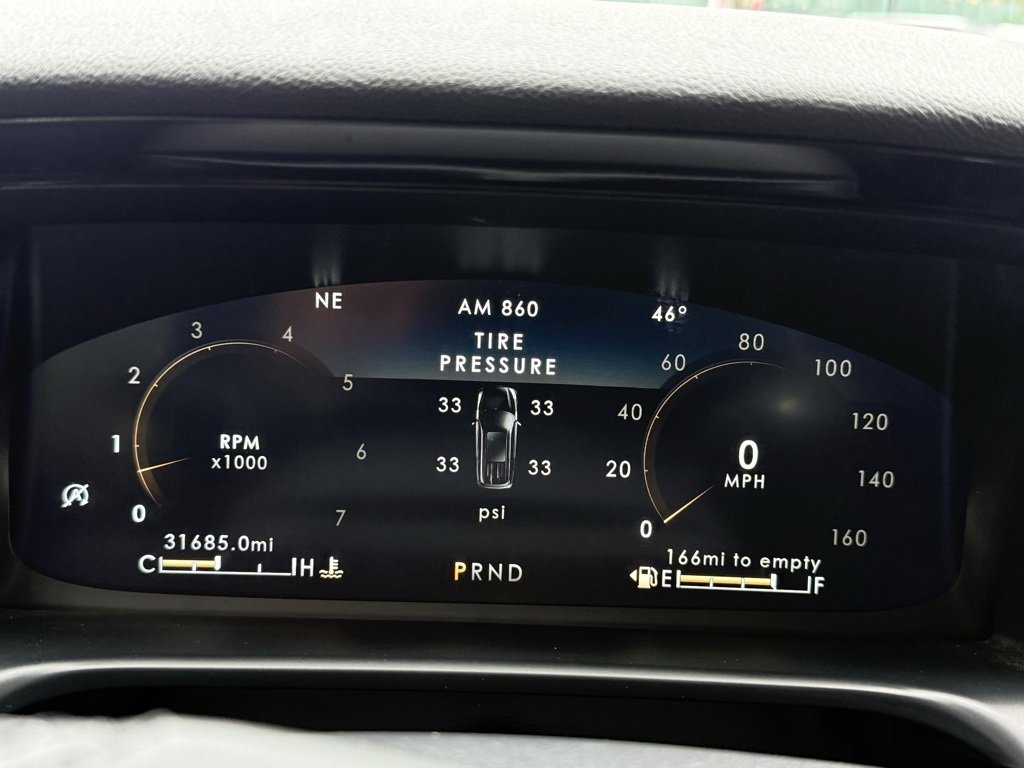 NE
AM 860
46°
TIRE
PRESSURE
33 33
33 33
psi
0
1
2
3
4
5
6
7
RPM
x1000
0
20
40
60
80
100
120
140
160
0
MPH
31685.0mi
C H
PRND
166mi to empty
E F